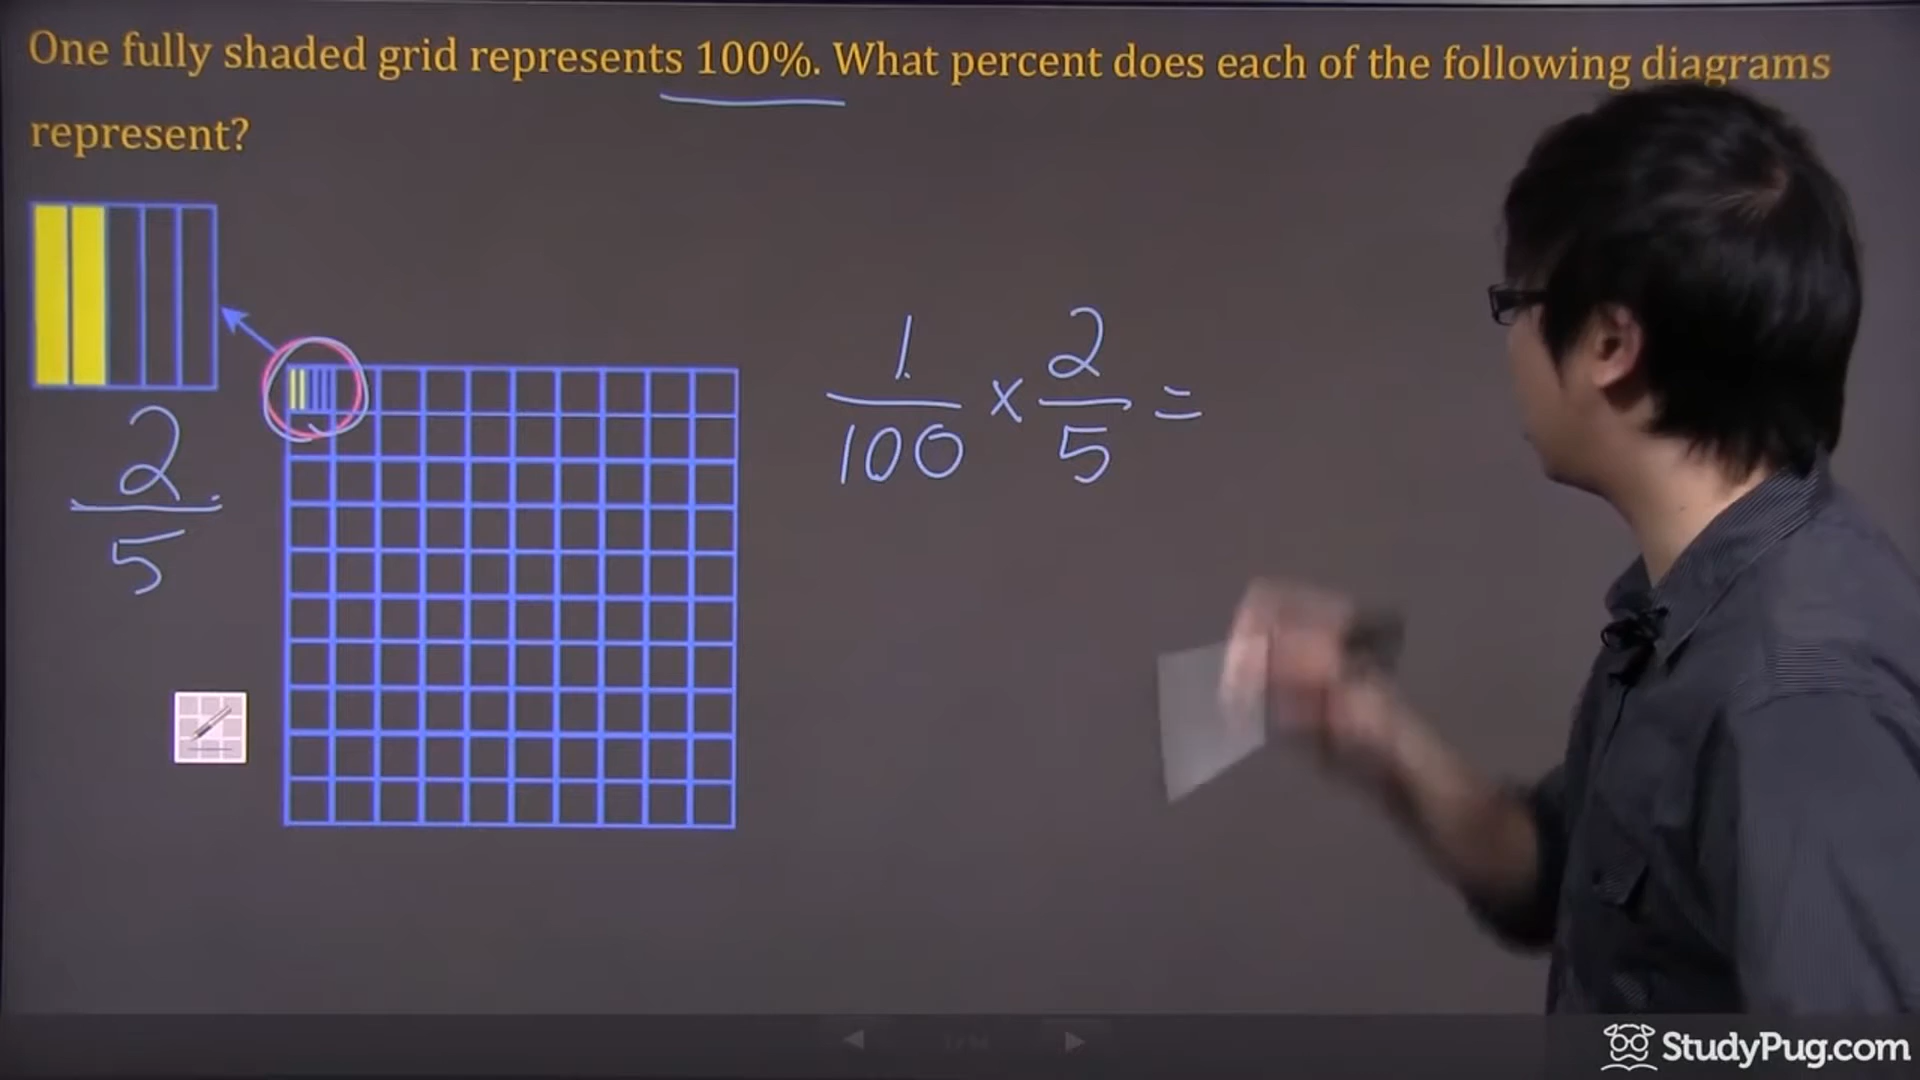 One fully shaded grid represents 100%. What percent does each of the following diagrams
represent?
2
5
1
100
×
2
5
=
StudyPug.com